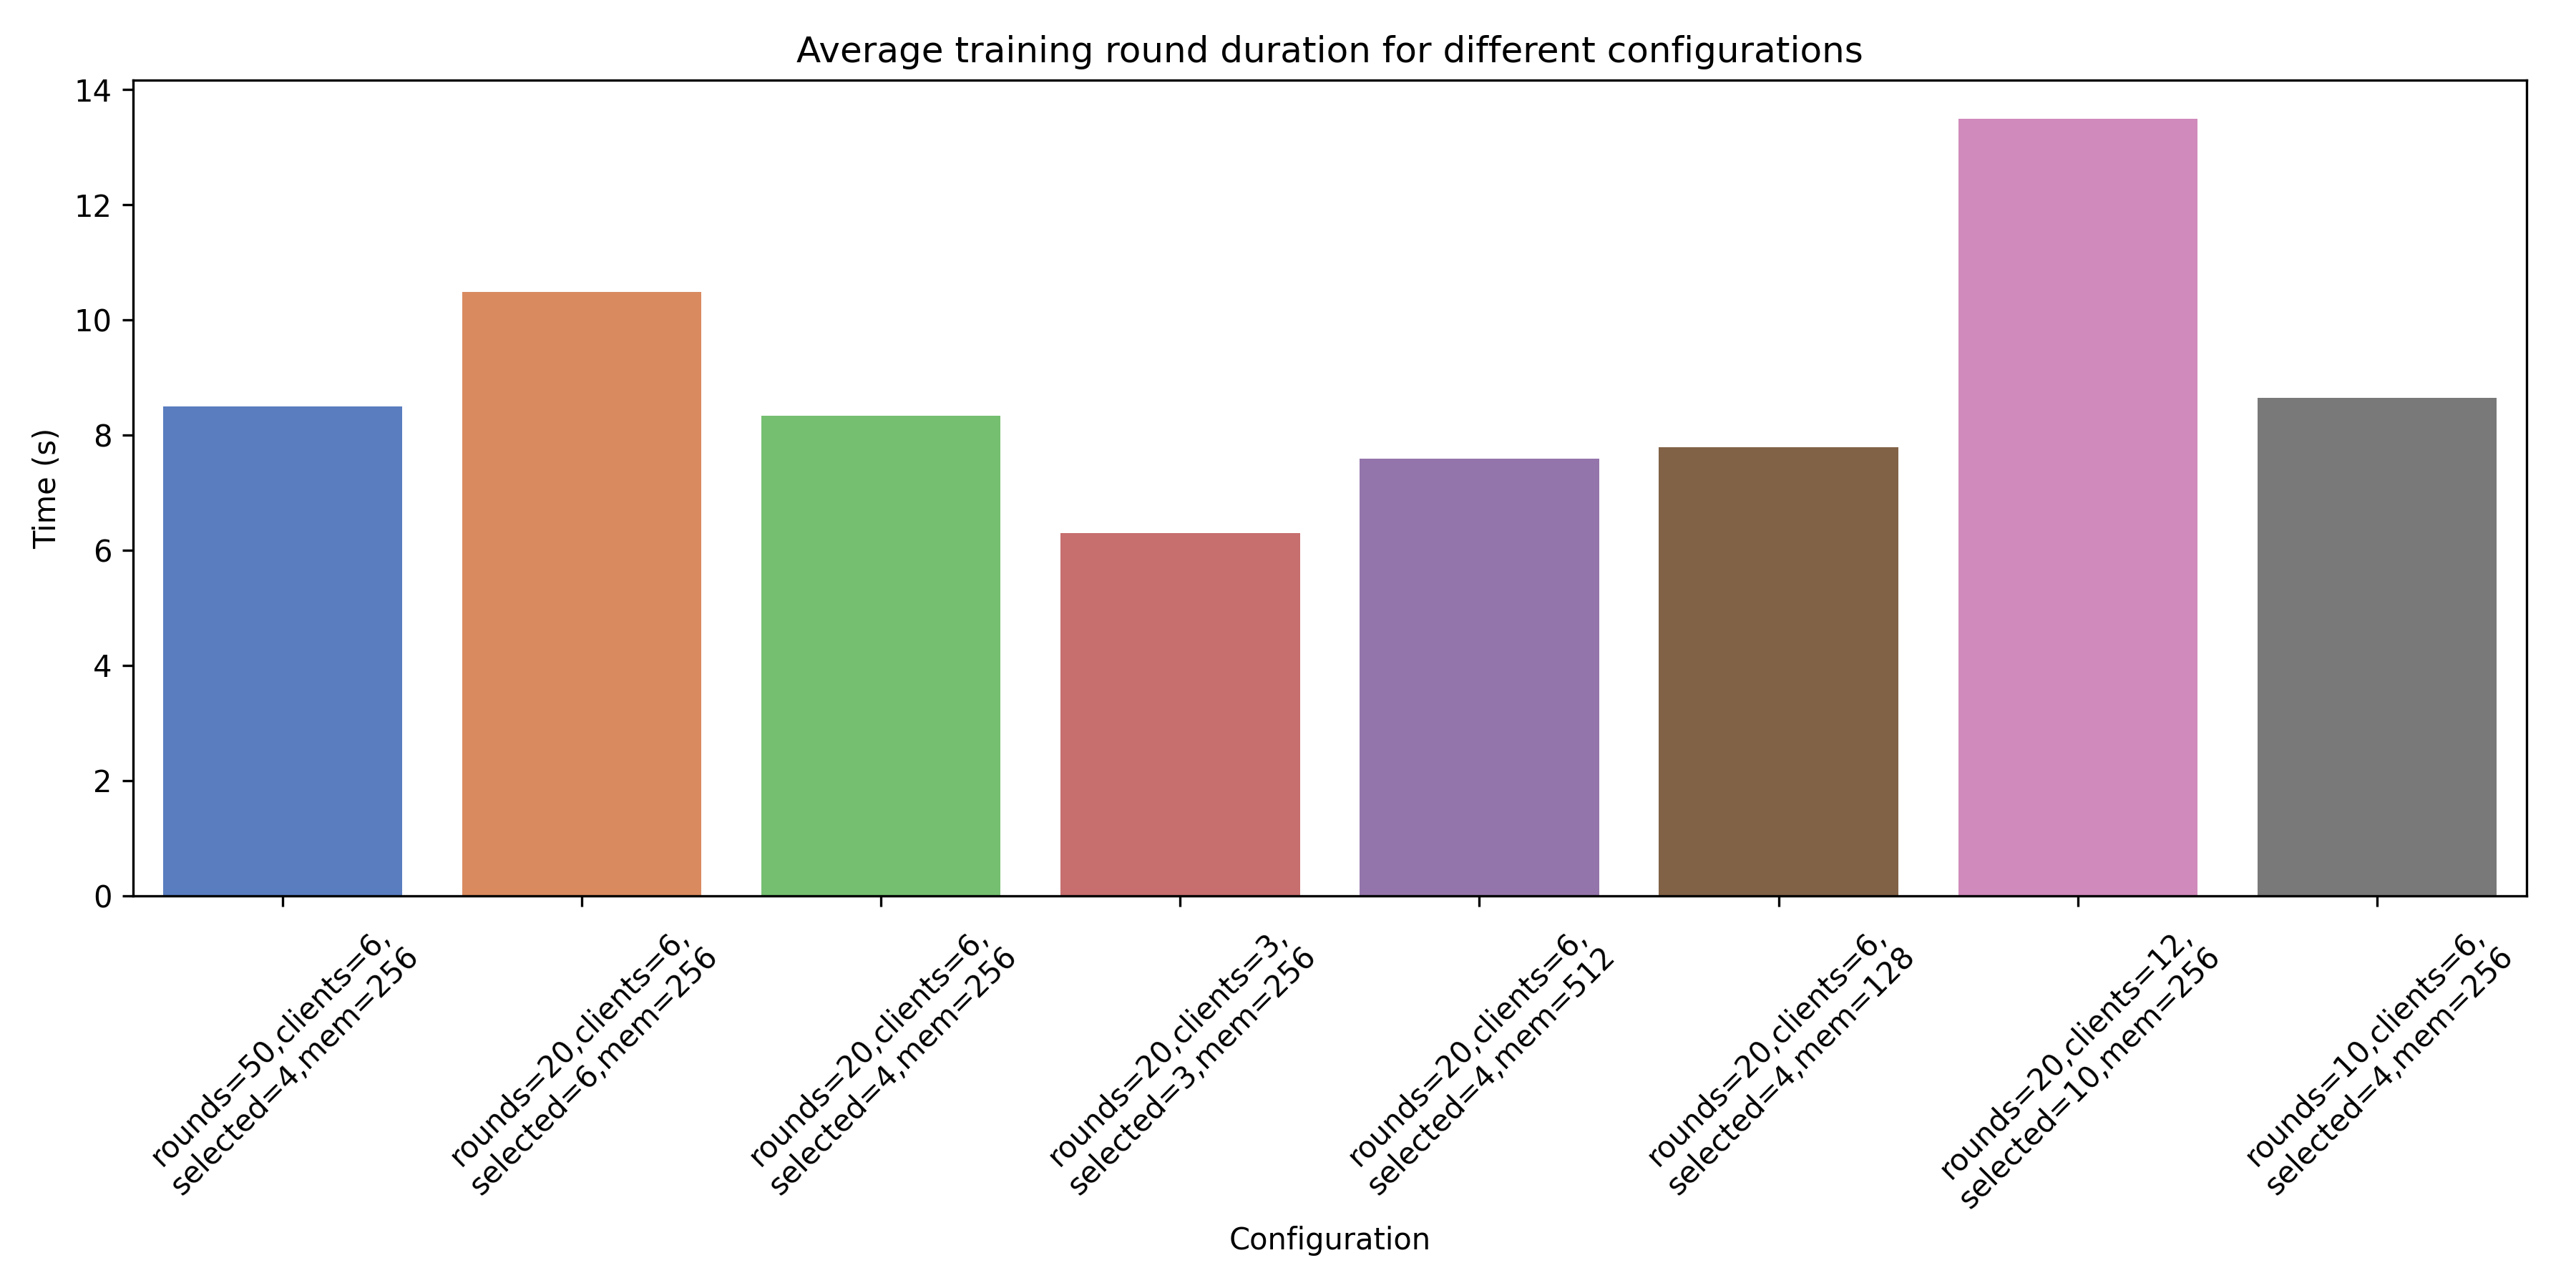 Average training round duration for different configurations
14
12
10
8
6
4
2
0
Time (s)
rounds=50,clients=6,
selected=4,mem=256
rounds=20,clients=6,
selected=6,mem=256
rounds=20,clients=6,
selected=4,mem=256
rounds=20,clients=3,
selected=3,mem=256
rounds=20,clients=6,
selected=4,mem=512
rounds=20,clients=6,
selected=4,mem=128
rounds=20,clients=12,
selected=10,mem=256
rounds=10,clients=6,
selected=4,mem=256
Configuration